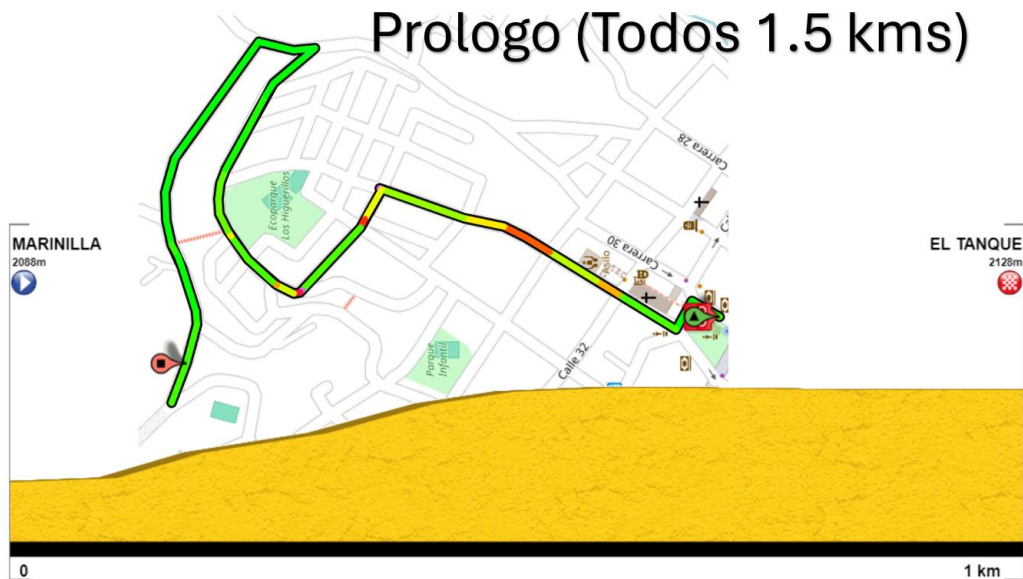 Prologo (Todos 1.5 kms)
Carrera 28
Ecoparque
Los Higuerillos
MARINILLA
2088m
EL TANQUE
2128m
Carrera 30
Asilo
Parque
Infantil
Calle 32
0
1 km